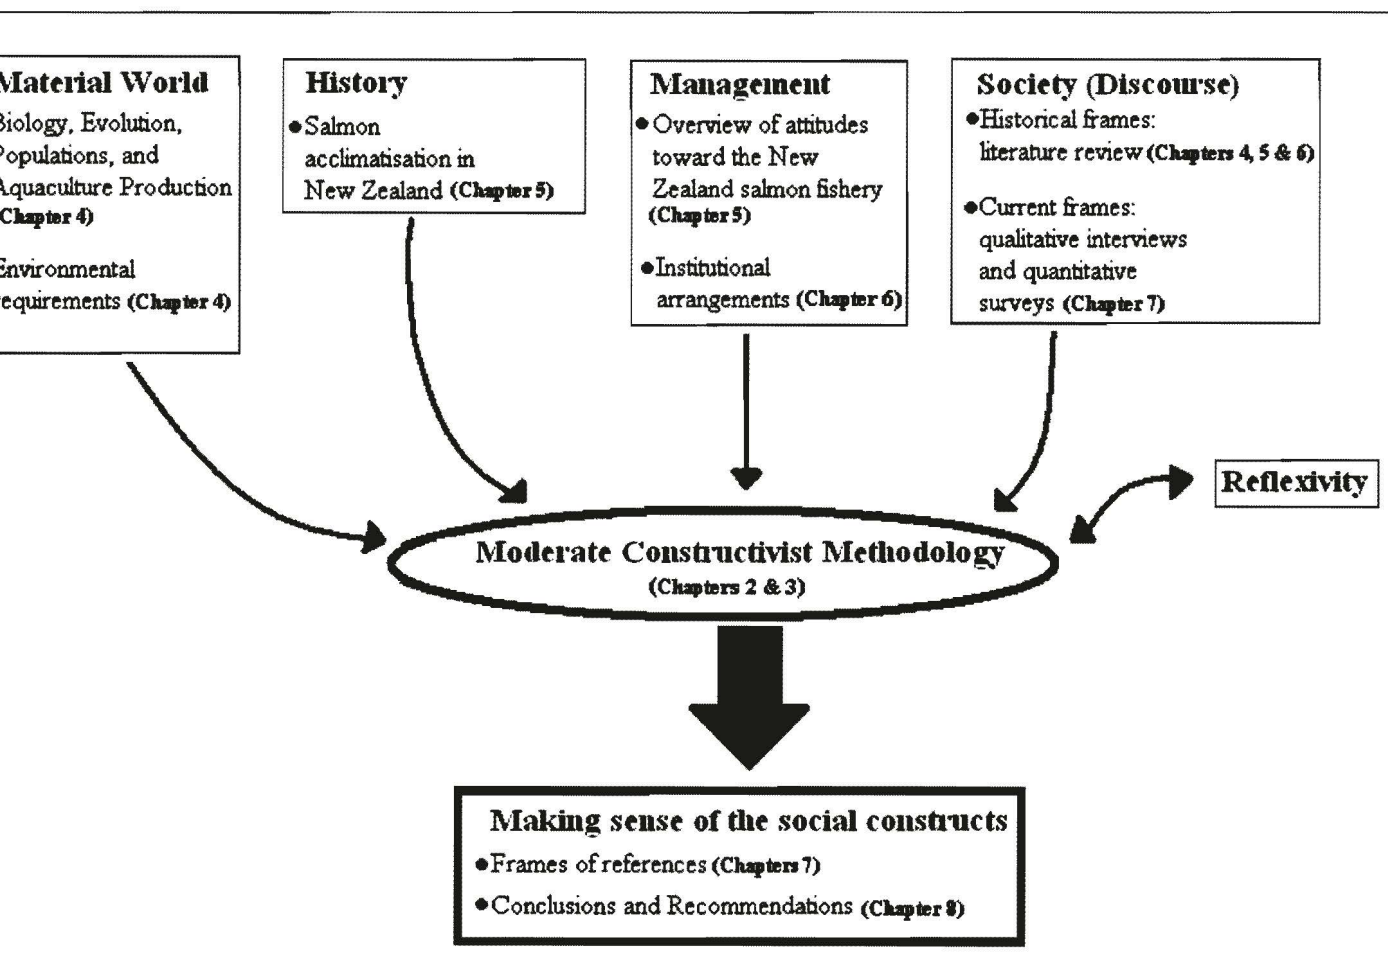 Material World
Biology, Evolution,
Populations, and
Aquaculture Production
(Chapter 4)
Environmental
requirements (Chapter 4)
History
●Salmon
acclimatisation in
New Zealand (Chapter 5)
Management
●Overview of attitudes
toward the New
Zealand salmon fishery
(Chapter 5)
●Institutional
arrangements (Chapter 6)
Society (Discourse)
●Historical frames:
literature review (Chapters 4, 5 & 6)
●Current frames:
qualitative interviews
and quantitative
surveys (Chapter 7)
Reflexivity
Moderate Constructivist Methodology
(Chapters 2 & 3)
Making sense of the social constructs
●Frames of references (Chapters 7)
●Conclusions and Recommendations (Chapter 8)